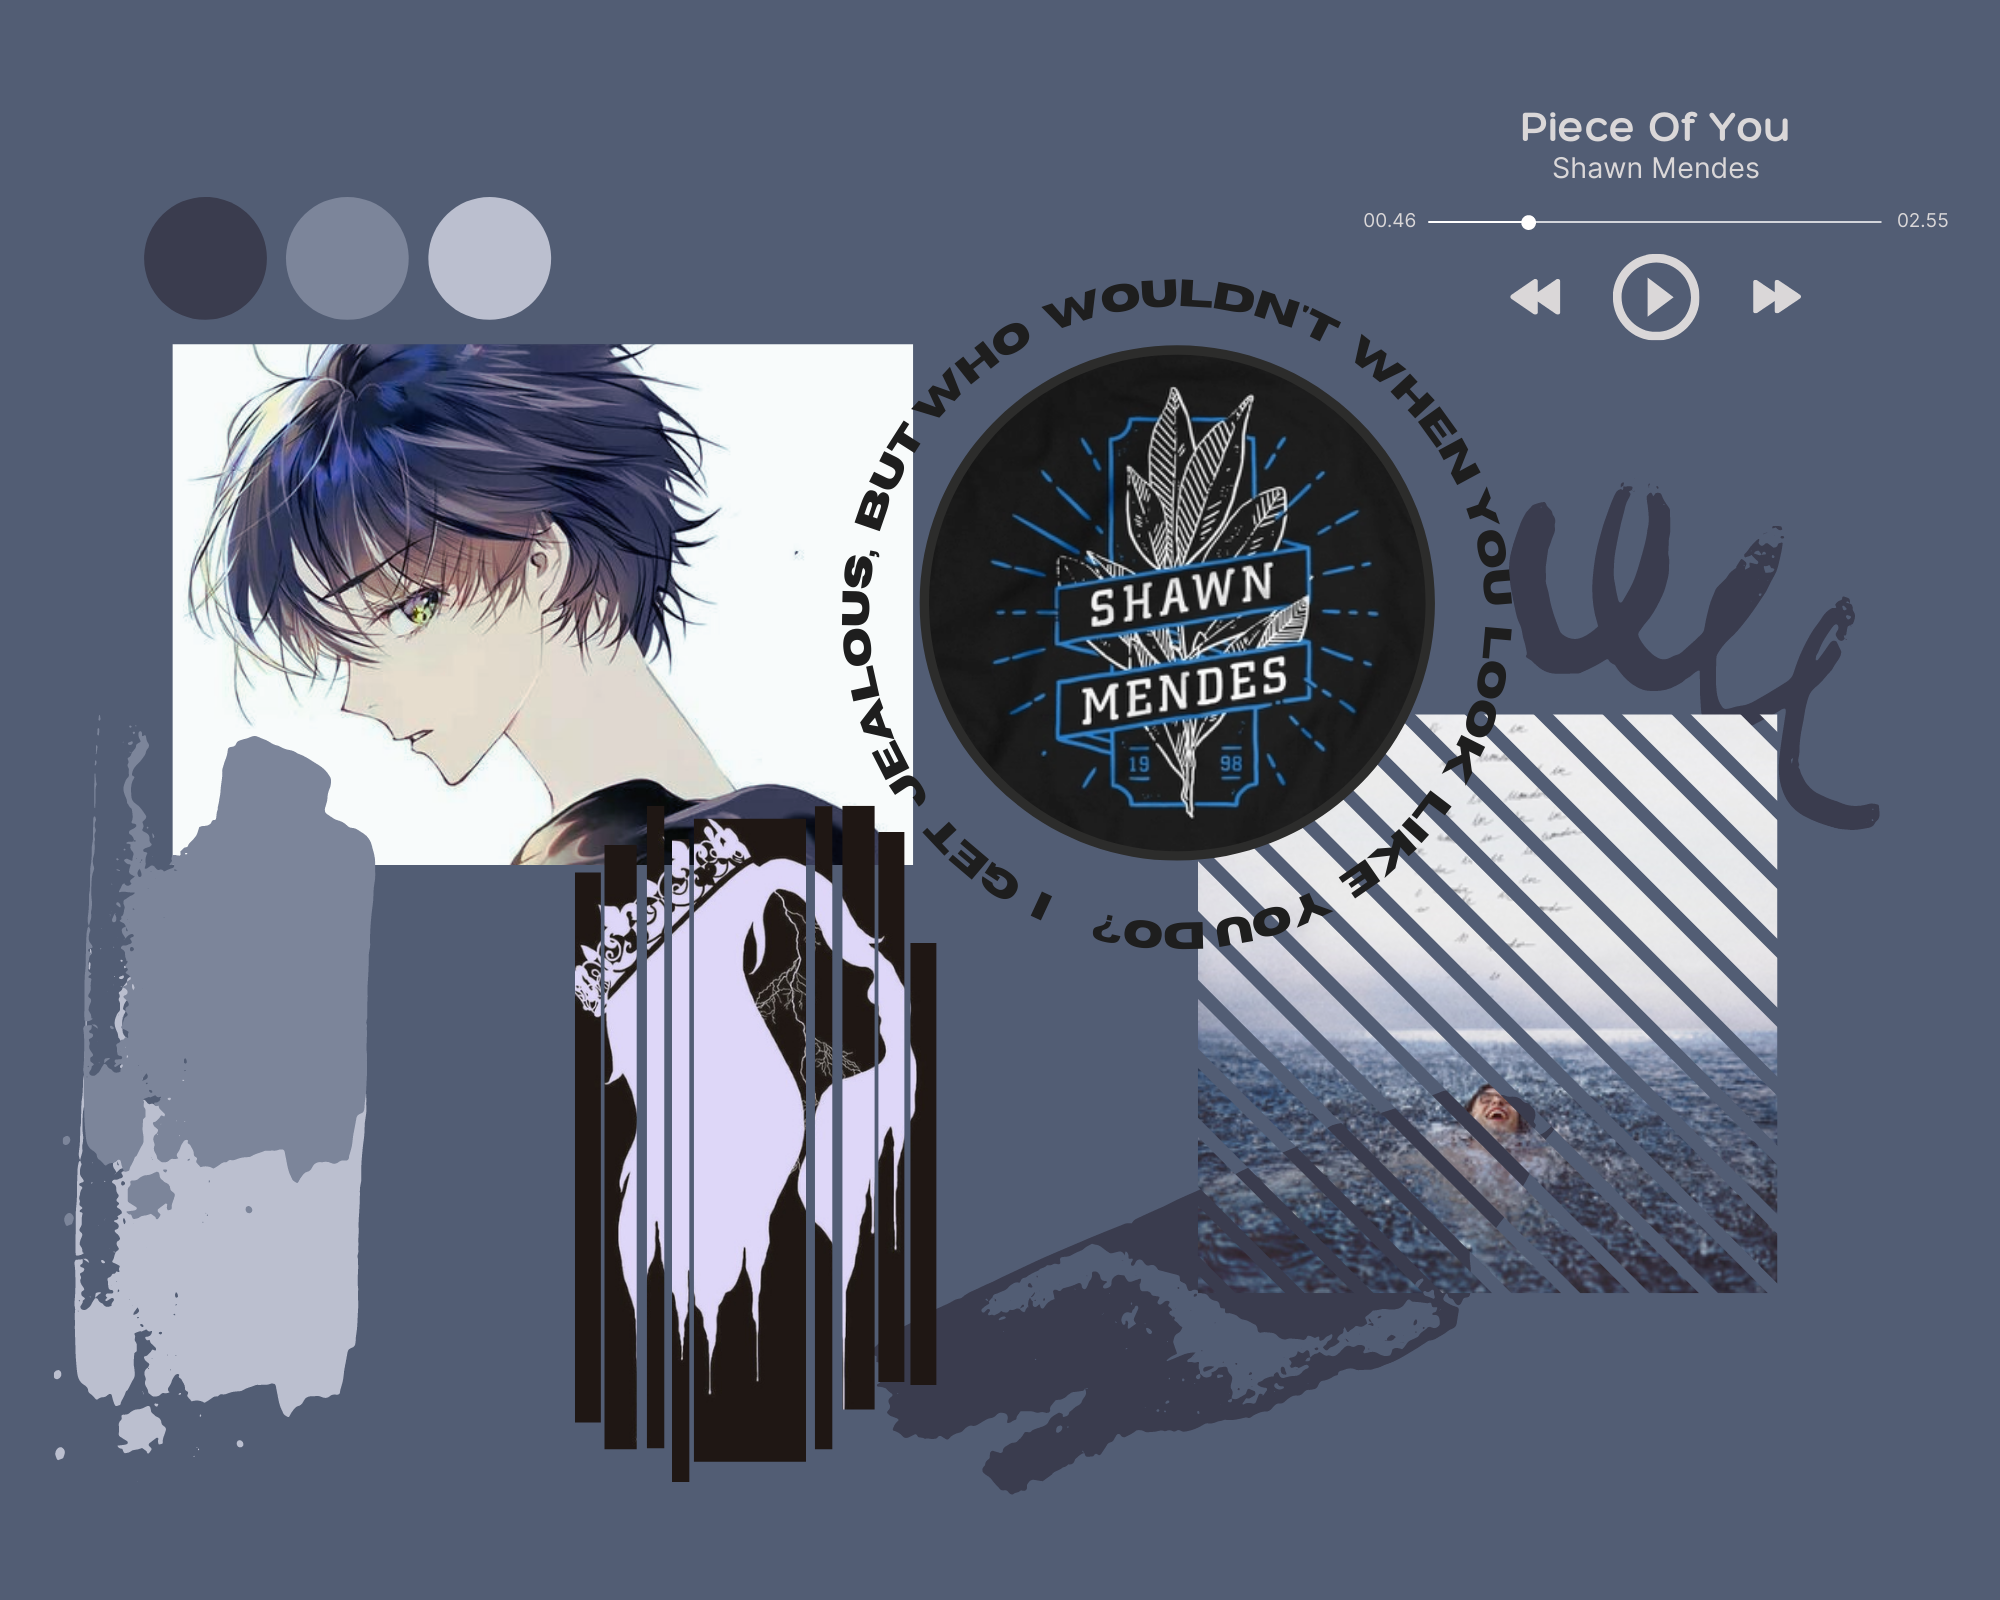 Piece Of You
Shawn Mendes
00.46
02.55
I GET JEALOUS, BUT WHO WOULDN'T WHEN YOU LOOK LIKE YOU DO?
SHAWN
MENDES
19 98